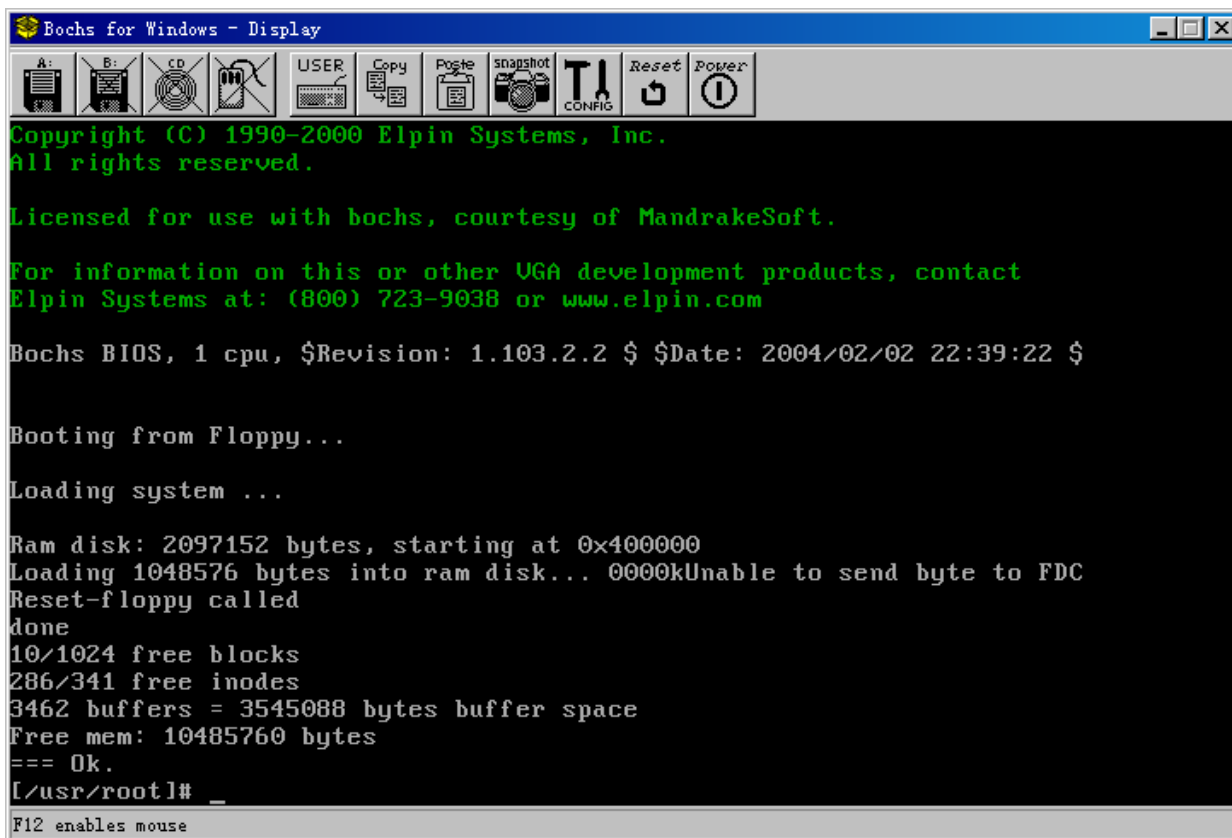 Bochs for Windows - Display
A:
B:
CD
USER
Copy
Paste
snapshot
CONFIG
Reset
Power
Copyright (C) 1990-2000 Elpin Systems, Inc.
All rights reserved.
Licensed for use with bochs, courtesy of MandrakeSoft.
For information on this or other VGA development products, contact
Elpin Systems at: (800) 723-9038 or www.elpin.com
Bochs BIOS, 1 cpu, $Revision: 1.103.2.2 $ $Date: 2004/02/02 22:39:22 $
Booting from Floppy...
Loading system ...
Ram disk: 2097152 bytes, starting at 0x400000
Loading 1048576 bytes into ram disk... 0000kUnable to send byte to FDC
Reset-floppy called
done
10/1024 free blocks
286/341 free inodes
3462 buffers = 3545088 bytes buffer space
Free mem: 10485760 bytes
=== Ok.
[/usr/root]# _
F12 enables mouse